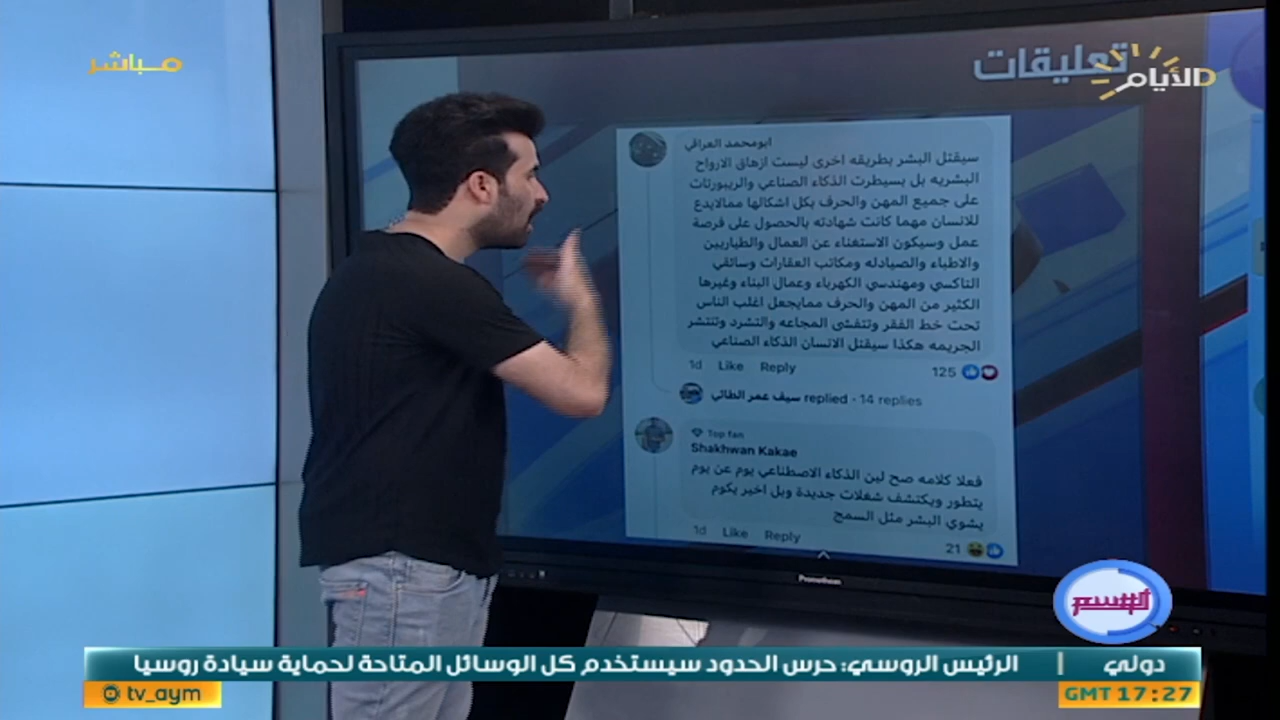 مباشر
تعليقات
الأيام
ابومحمد العراقي
سيقتل البشر بطريقه اخرى ليست ازهاق الارواح
البشريه بل بسيطرت الذكاء الصناعي والريبورتات
على جميع المهن والحرف بكل اشكالها ممالايدع
للانسان مهما كانت شهادته بالحصول على فرصة
عمل وسيكون الاستغناء عن العمال والطياريين
والاطباء والصيادله ومكاتب العقارات وسائقي
التاكسي ومهندسي الكهرباء وعمال البناء وغيرها
الكثير من المهن والحرف ممايجعل اغلب الناس
تحت خط الفقر وتتفشى المجاعه والتشرد وتنتشر
الجريمه هكذا سيقتل الانسان الذكاء الصناعي
1d Like Reply 125
سيف عمر الطائي replied · 14 replies
Top fan
Shakhwan Kakae
فعلا كلامه صح لين الذكاء الاصطناعي يوم عن يوم
يتطور ويكتشف شغلات جديدة وبل اخير يكوم
يشوي البشر مثل السمج
1d Like Reply 21
Promethean
الهاشم
دولي | الرئيس الروسي: حرس الحدود سيستخدم كل الوسائل المتاحة لحماية سيادة روسيا
tv_aym
GMT 17:27